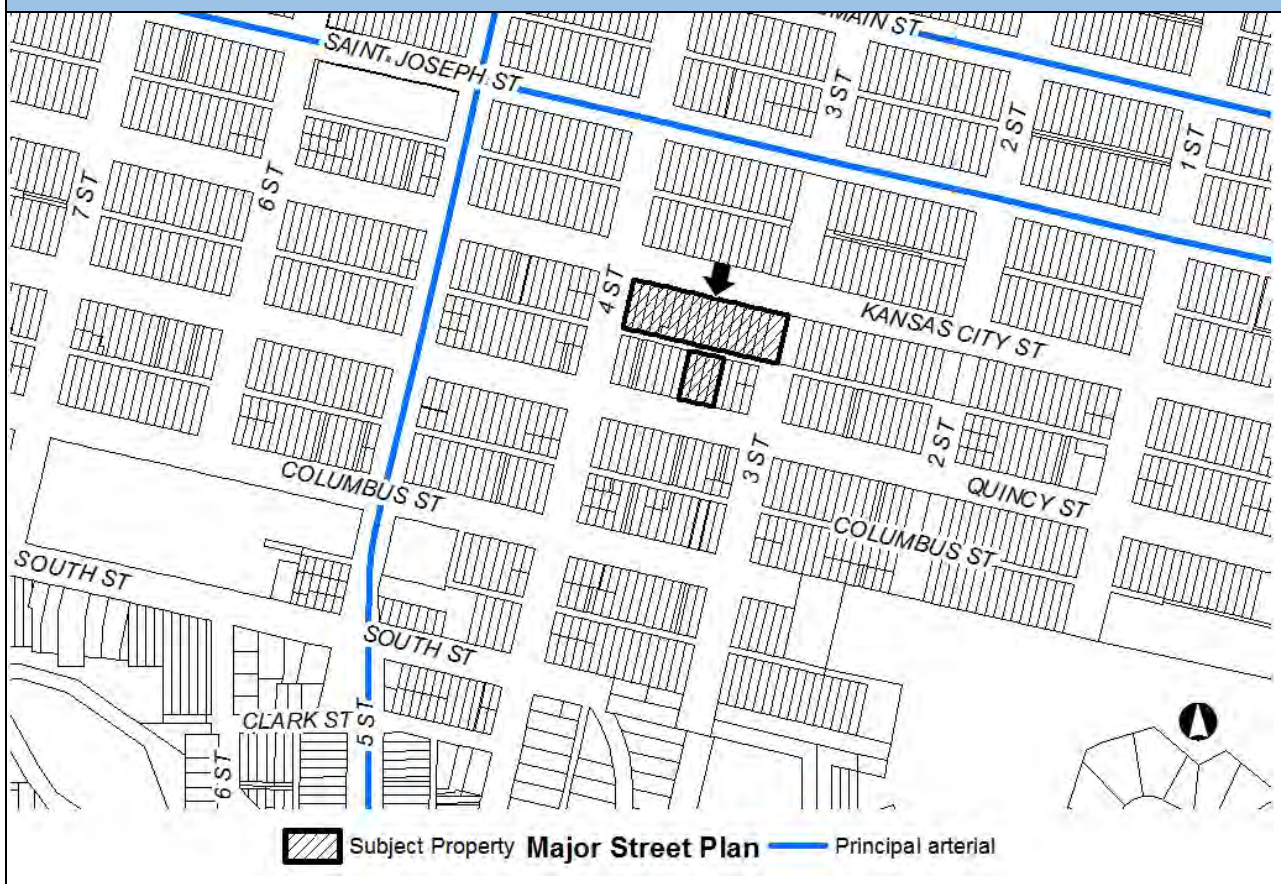 MAIN ST
SAINT JOSEPH ST
3 ST
2 ST
1 ST
7 ST
6 ST
4 ST
KANSAS CITY ST
3 ST
2 ST
QUINCY ST
COLUMBUS ST
COLUMBUS ST
SOUTH ST
SOUTH ST
CLARK ST
5 ST
6 ST
Subject Property Major Street Plan Principal arterial